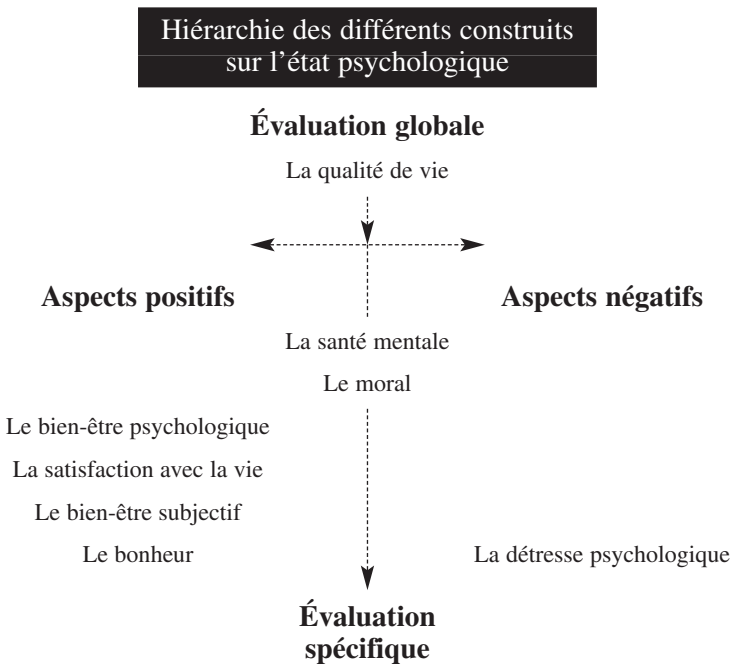 Hiérarchie des différents construits
sur l'état psychologique
Évaluation globale
La qualité de vie
Aspects positifs
Aspects négatifs
La santé mentale
Le moral
Le bien-être psychologique
La satisfaction avec la vie
Le bien-être subjectif
Le bonheur
La détresse psychologique
Évaluation
spécifique